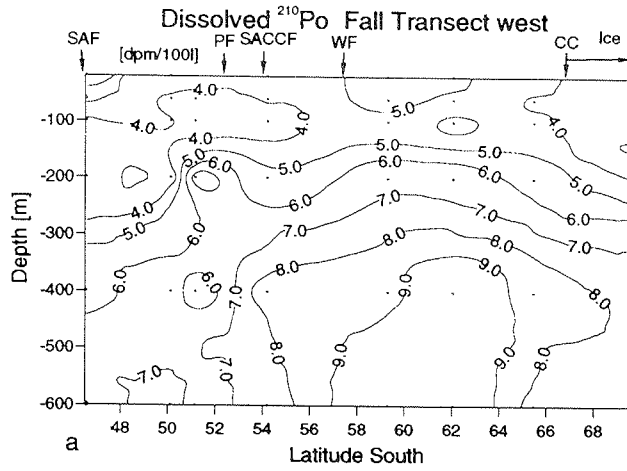 Dissolved 210Po Fall Transect west
SAF [dpm/100l] PF SACCF WF CC Ice
4.0 5.0 4.0
4.0 4.0 4.0
5.0 6.0 5.0 5.0 5.0 5.0
4.0 6.0 6.0 6.0 6.0
5.0 6.0 7.0 7.0 7.0 7.0
6.0 6.0 7.0 8.0 8.0 9.0 9.0 8.0 8.0
7.0 7.0 8.0 9.0 9.0 8.0
-100
-200
-300
-400
-500
-600
Depth [m]
48 50 52 54 56 58 60 62 64 66 68
Latitude South
a